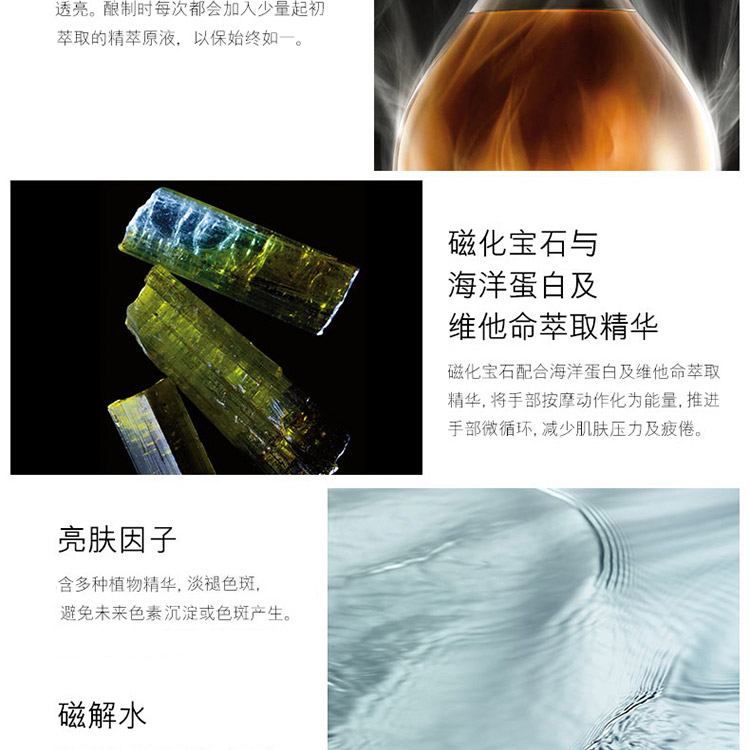 透亮。酿制时每次都会加入少量起初
萃取的精萃原液, 以保始终如一。
磁化宝石与
海洋蛋白及
维他命萃取精华
磁化宝石配合海洋蛋白及维他命萃取
精华, 将手部按摩动作化为能量, 推进
手部微循环, 减少肌肤压力及疲倦。
亮肤因子
含多种植物精华, 淡褪色斑,
避免未来色素沉淀或色斑产生。
磁解水